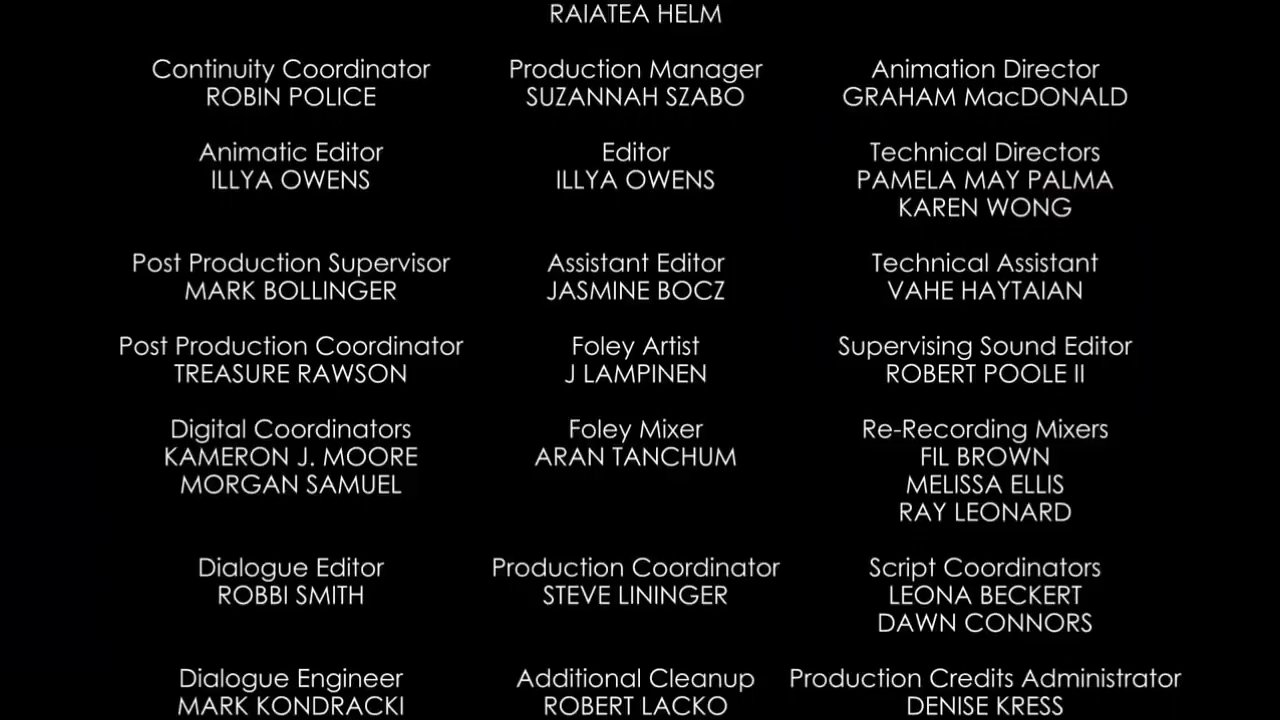 RAIATEA HELM
Continuity Coordinator
ROBIN POLICE
Production Manager
SUZANNAH SZABO
Animation Director
GRAHAM MacDONALD
Animatic Editor
ILLYA OWENS
Editor
ILLYA OWENS
Technical Directors
PAMELA MAY PALMA
KAREN WONG
Post Production Supervisor
MARK BOLLINGER
Assistant Editor
JASMINE BOCZ
Technical Assistant
VAHE HAYTAIAN
Post Production Coordinator
TREASURE RAWSON
Foley Artist
J LAMPINEN
Supervising Sound Editor
ROBERT POOLE II
Digital Coordinators
KAMERON J. MOORE
MORGAN SAMUEL
Foley Mixer
ARAN TANCHUM
Re-Recording Mixers
FIL BROWN
MELISSA ELLIS
RAY LEONARD
Dialogue Editor
ROBBI SMITH
Production Coordinator
STEVE LININGER
Script Coordinators
LEONA BECKERT
DAWN CONNORS
Dialogue Engineer
MARK KONDRACKI
Additional Cleanup
ROBERT LACKO
Production Credits Administrator
DENISE KRESS